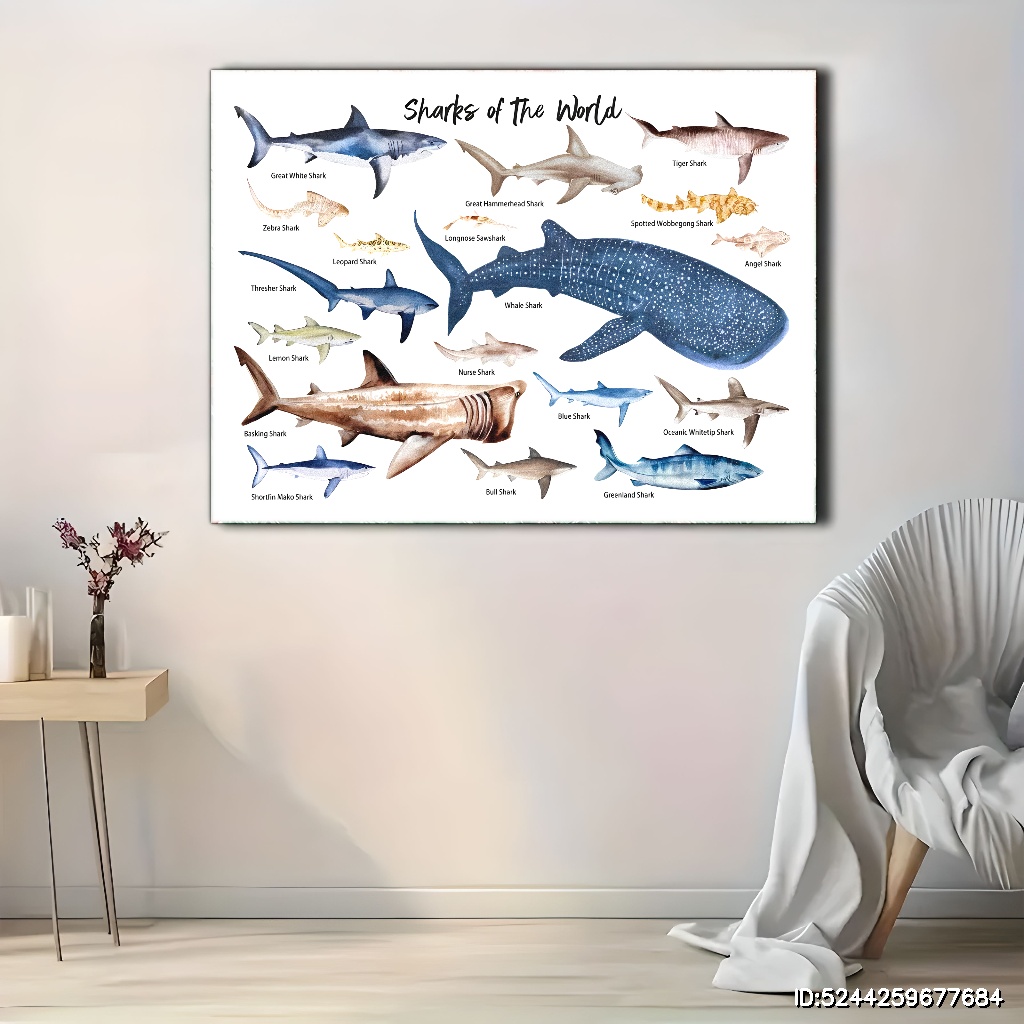 Sharks of the World
Great White Shark
Great Hammerhead Shark
Tiger Shark
Zebra Shark
Leopard Shark
Longnose Sawshark
Spotted Wobbegong Shark
Angel Shark
Thresher Shark
Whale Shark
Lemon Shark
Nurse Shark
Basking Shark
Blue Shark
Oceanic Writetip Shark
Shortfin Mako Shark
Bull Shark
Greenland Shark
ID:5244259677684